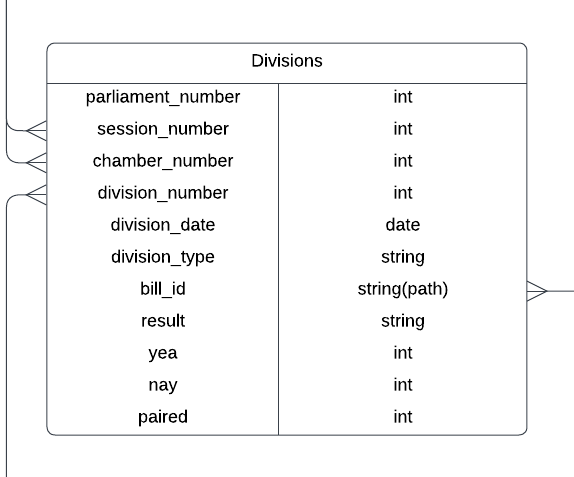 Divisions
parliament_number int
session_number int
chamber_number int
division_number int
division_date date
division_type string
bill_id string(path)
result string
yea int
nay int
paired int